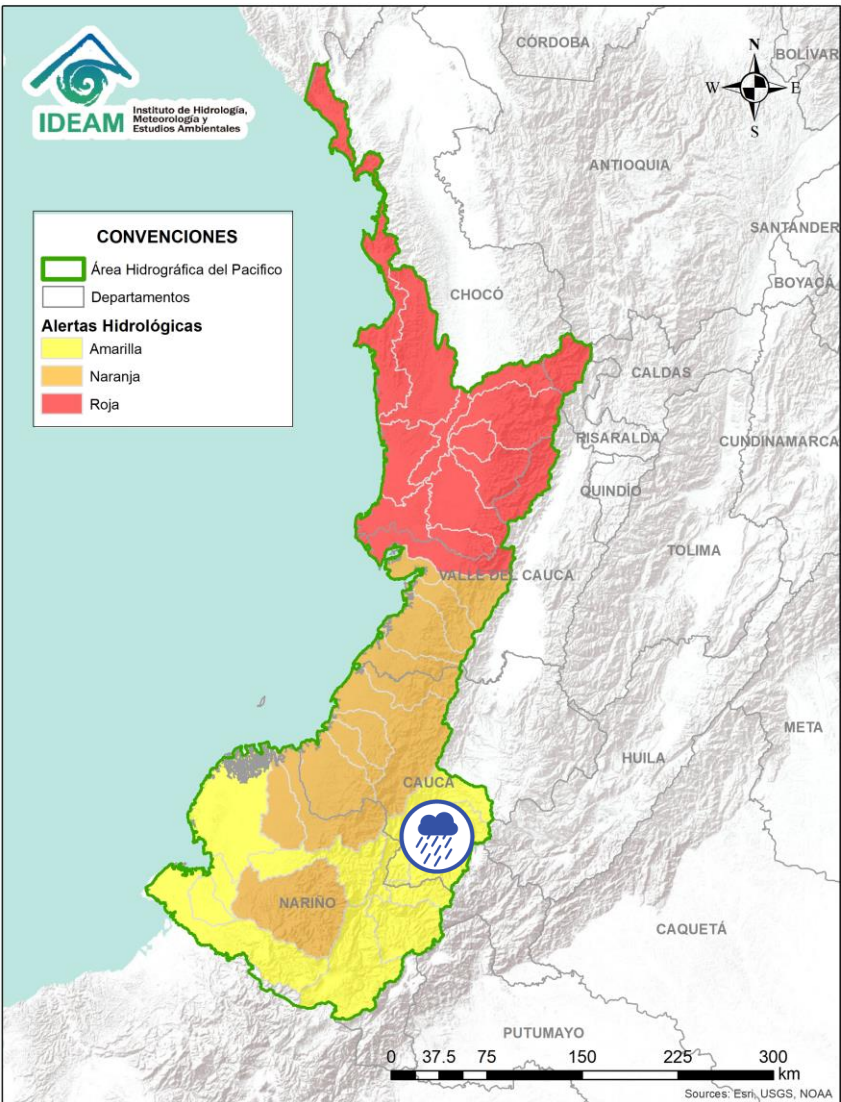 IDEAM
Instituto de Hidrología,
Meteorología y
Estudios Ambientales
N
W
E
S
CÓRDOBA
BOLIVAR
ANTIOQUIA
SANTANDER
BOYACÁ
CONVENCIONES
Área Hidrográfica del Pacifico
Departamentos
Alertas Hidrológicas
Amarilla
Naranja
Roja
CHOCÓ
CALDAS
RISARALDA
CUNDINAMARCA
QUINDÍO
TOLIMA
VALLE DEL CAUCA
META
HUILA
CAUCA
NARIÑO
CAQUETÁ
PUTUMAYO
0 37.5 75 150 225 300
km
Sources: Esri, USGS, NOAA